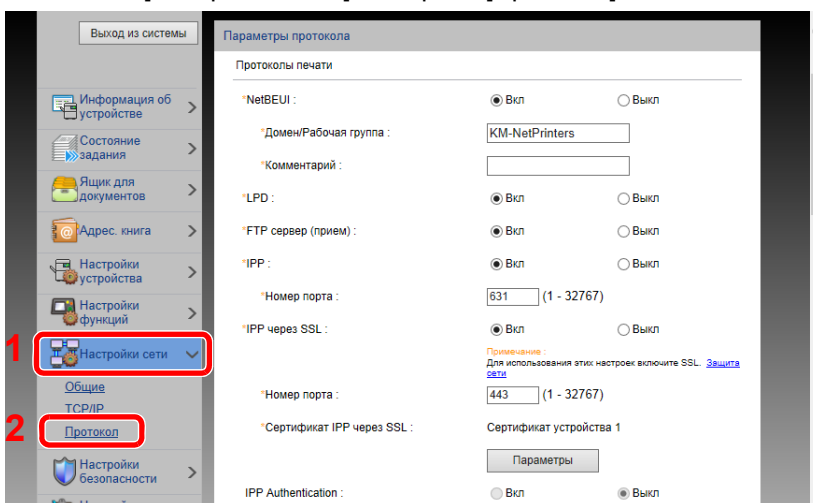 Выход из системы
Параметры протокола
Протоколы печати
Информация об
устройстве
*NetBEUI :
Вкл
Выкл
*Домен/Рабочая группа :
KM-NetPrinters
Состояние
задания
*Комментарий :
Ящик для
документов
*LPD :
Вкл
Выкл
Адрес. книга
*FTP сервер (прием) :
Вкл
Выкл
Настройки
устройства
*IPP :
Вкл
Выкл
*Номер порта :
631 (1 - 32767)
Настройки
функций
*IPP через SSL :
Вкл
Выкл
Примечание :
Для использования этих настроек включите SSL. Защита
сети
1
Настройки сети
Общие
TCP/IP
2
Протокол
*Номер порта :
443 (1 - 32767)
*Сертификат IPP через SSL :
Сертификат устройства 1
Параметры
Настройки
безопасности
IPP Authentication :
Вкл
Выкл